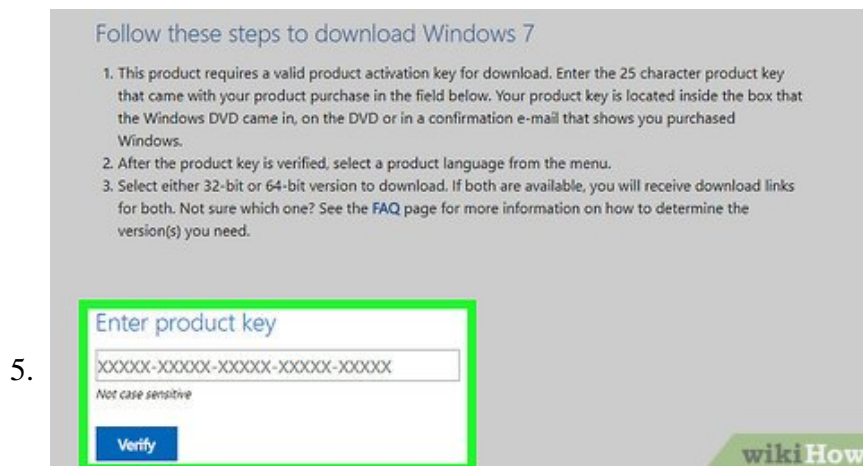 Follow these steps to download Windows 7
1. This product requires a valid product activation key for download. Enter the 25 character product key
that came with your product purchase in the field below. Your product key is located inside the box that
the Windows DVD came in, on the DVD or in a confirmation e-mail that shows you purchased
Windows.
2. After the product key is verified, select a product language from the menu.
3. Select either 32-bit or 64-bit version to download. If both are available, you will receive download links
for both. Not sure which one? See the FAQ page for more information on how to determine the
version(s) you need.
Enter product key
5.
XXXXX-XXXXX-XXXXX-XXXXX-XXXXX
Not case sensitive
Verify
wikiHow